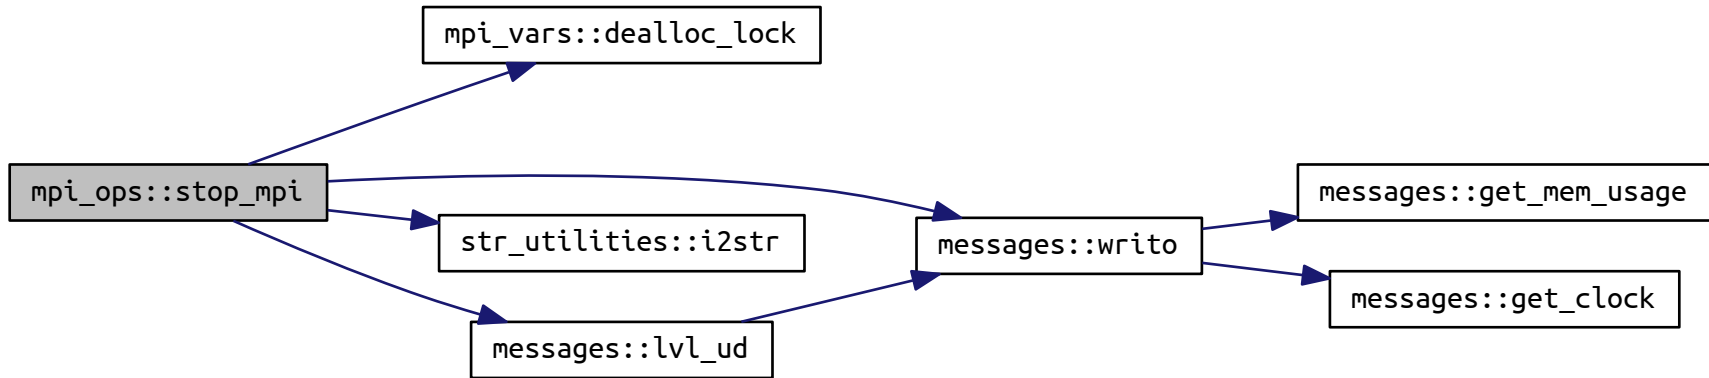 mpi_vars::dealloc_lock
mpi_ops::stop_mpi
messages::get_mem_usage
str_utilities::i2str
messages::writo
messages::get_clock
messages::lvl_ud